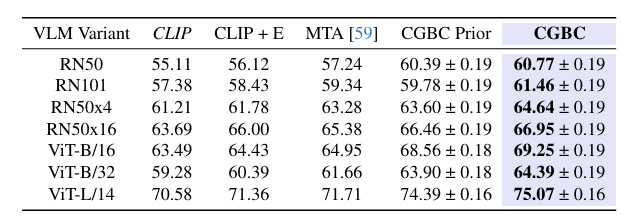 VLM Variant CLIP CLIP + E MTA [59] CGBC Prior CGBC
RN50 55.11 56.12 57.24 60.39 ± 0.19 60.77 ± 0.19
RN101 57.38 58.43 59.34 59.78 ± 0.19 61.46 ± 0.19
RN50x4 61.21 61.78 63.28 63.60 ± 0.19 64.64 ± 0.19
RN50x16 63.69 66.00 65.38 66.46 ± 0.19 66.95 ± 0.19
ViT-B/16 63.49 64.43 64.95 68.56 ± 0.18 69.25 ± 0.19
ViT-B/32 59.28 60.39 61.66 63.90 ± 0.18 64.39 ± 0.19
ViT-L/14 70.58 71.36 71.71 74.39 ± 0.16 75.07 ± 0.16